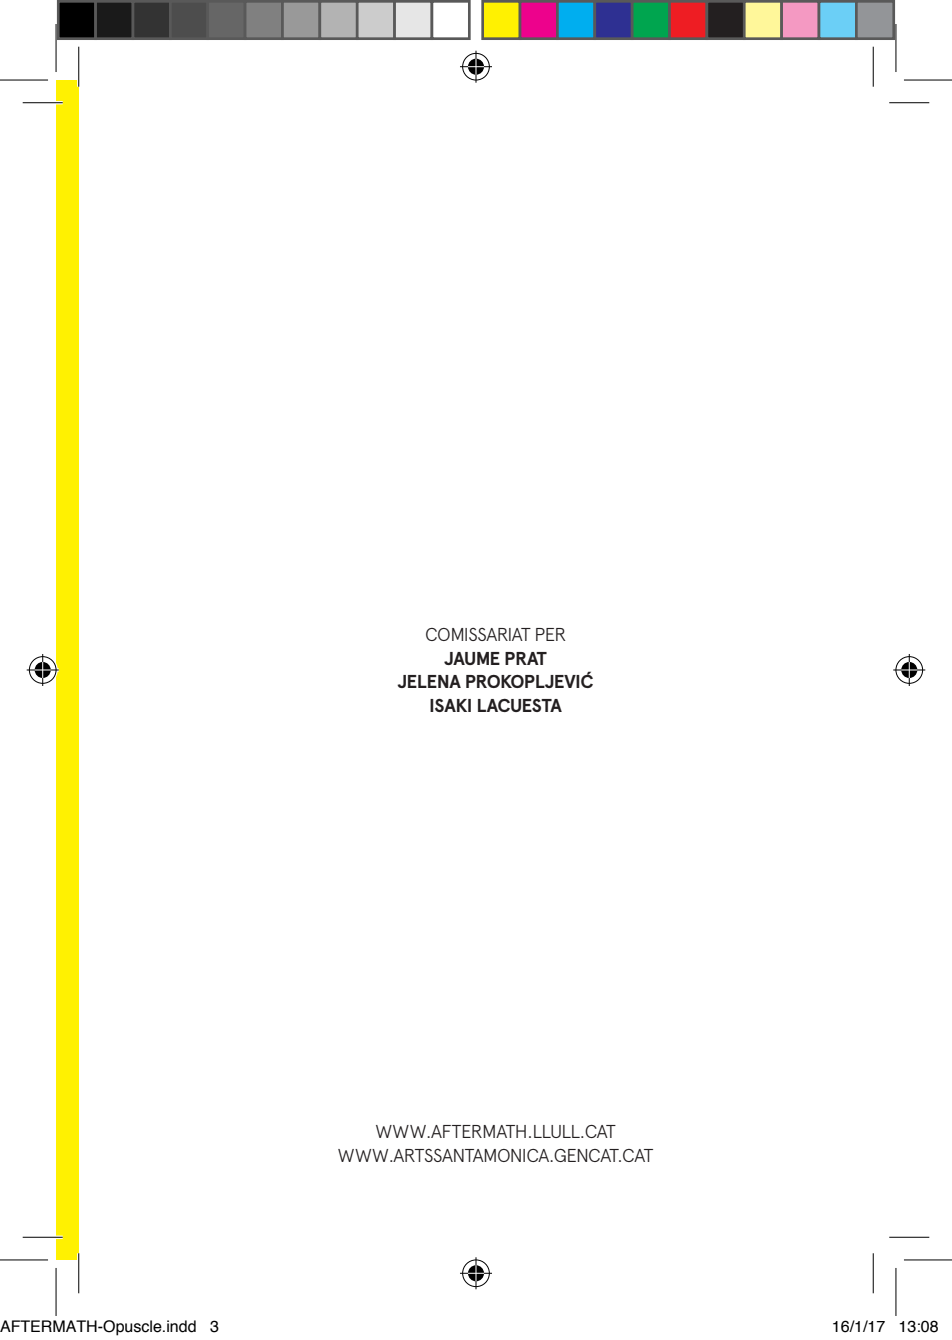 COMISSARIAT PER
JAUME PRAT
JELENA PROKOPLJEVIĆ
ISAKI LACUESTA
WWW.AFTERMATH.LLULL.CAT
WWW.ARTSSANTAMONICA.GENCAT.CAT
AFTERMATH-Opuscle.indd 3 16/1/17 13:08